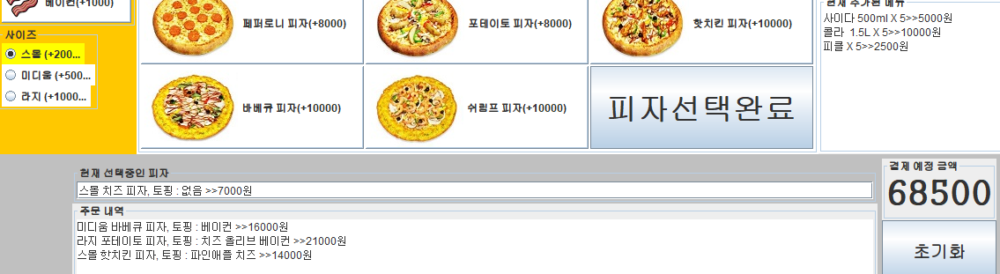 베이컨(+1000)
페퍼로니 피자(+8000)
포테이토 피자(+8000)
핫치킨 피자(+10000)
현재 추가된 메뉴
사이즈
사이다 500ml X 5>>5000원
콜라  1.5L X 5>>10000원
피클 X 5>>2500원
스몰 (+200...
미디움 (+500...
라지 (+1000...
바베큐 피자(+10000)
쉬림프 피자(+10000)
피자선택완료
현재 선택중인 피자
결제 예정 금액
스몰 치즈 피자, 토핑 : 없음 >>7000원
68500
주문 내역
미디움 바베큐 피자, 토핑 : 베이컨 >>16000원
라지 포테이토 피자, 토핑 : 치즈 올리브 베이컨 >>21000원
스몰 핫치킨 피자, 토핑 : 파인애플 치즈 >>14000원
초기화